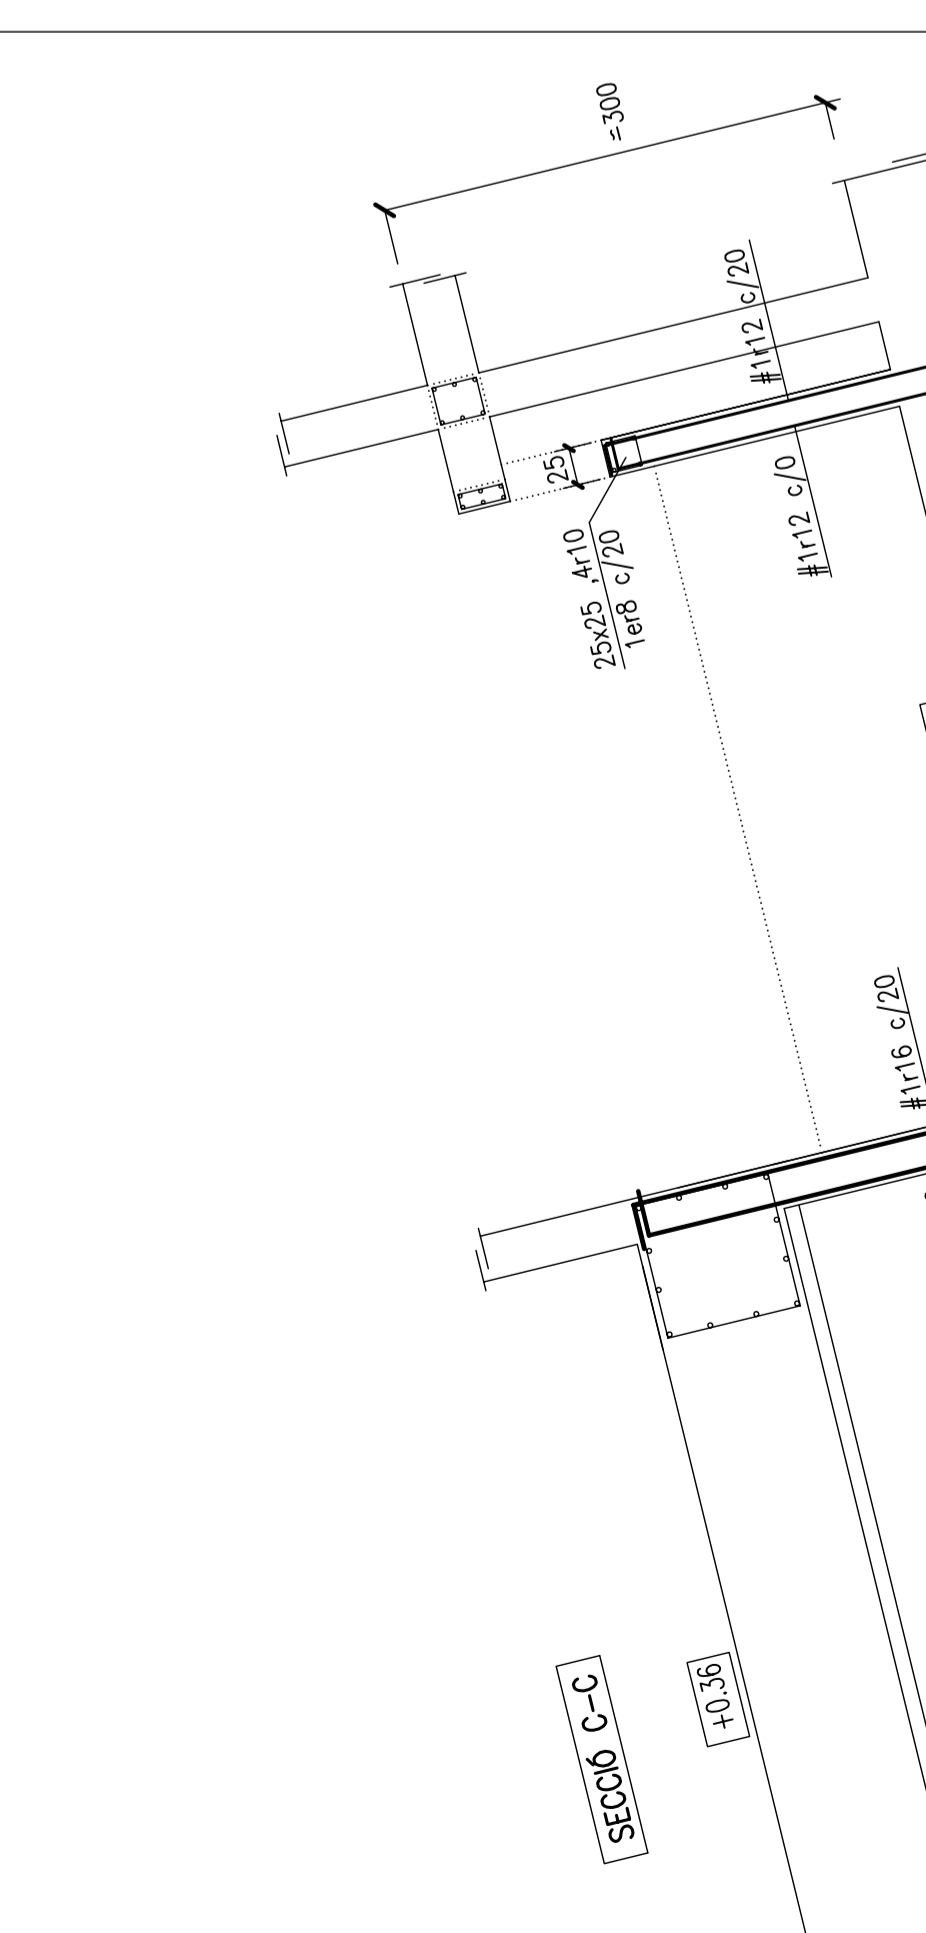 ≃300
#1r12 c/20
25
25x25 ,4r10
1er8 c/20
#1r12 c/0
#1r16 c/20
+0.36
SECCIÓ C-C